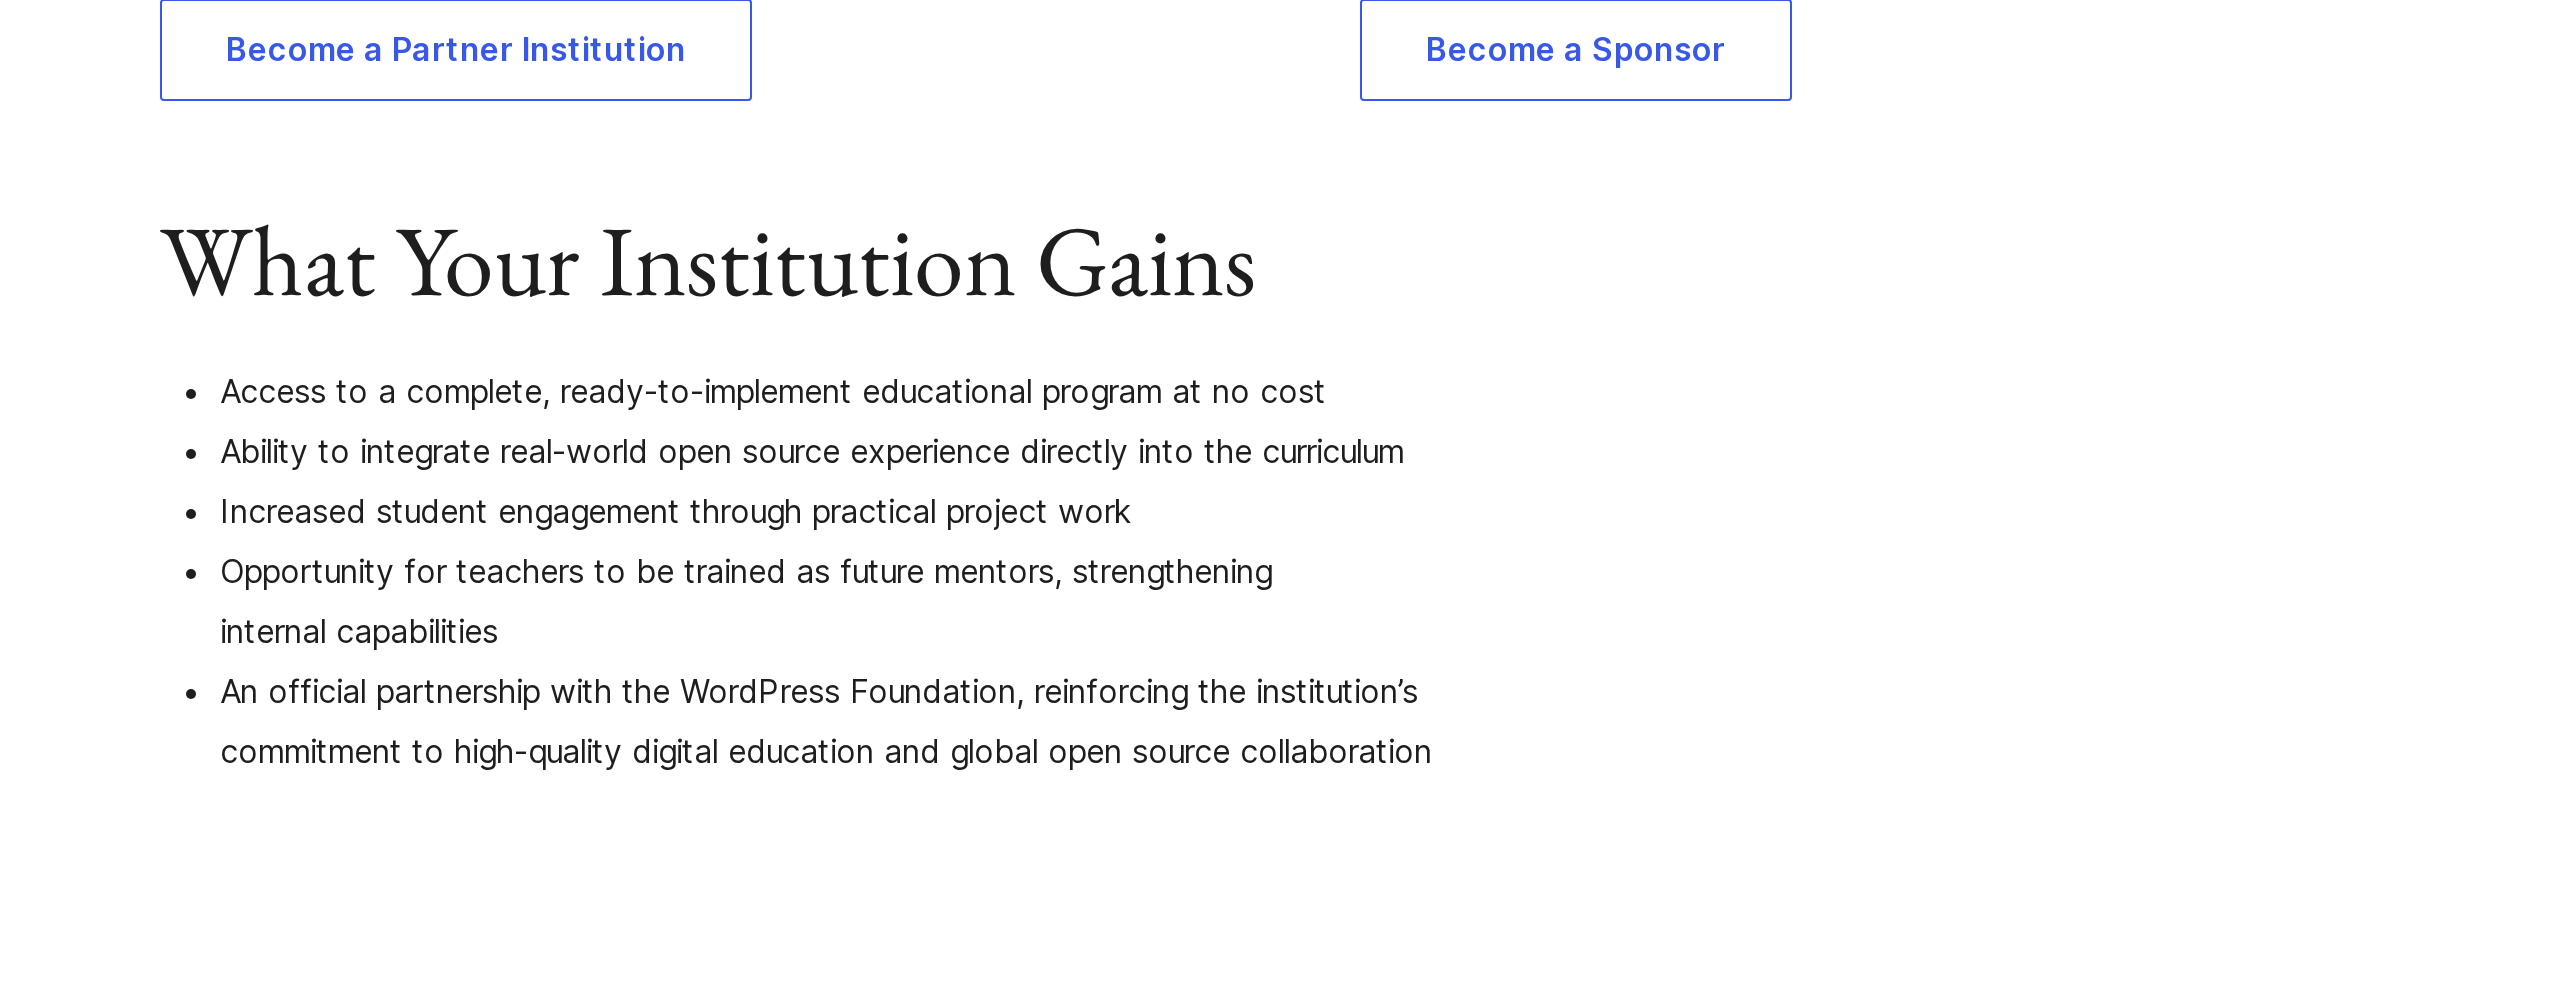 Become a Partner Institution
Become a Sponsor
What Your Institution Gains
• Access to a complete, ready-to-implement educational program at no cost
• Ability to integrate real-world open source experience directly into the curriculum
• Increased student engagement through practical project work
• Opportunity for teachers to be trained as future mentors, strengthening
internal capabilities
• An official partnership with the WordPress Foundation, reinforcing the institution’s
commitment to high-quality digital education and global open source collaboration